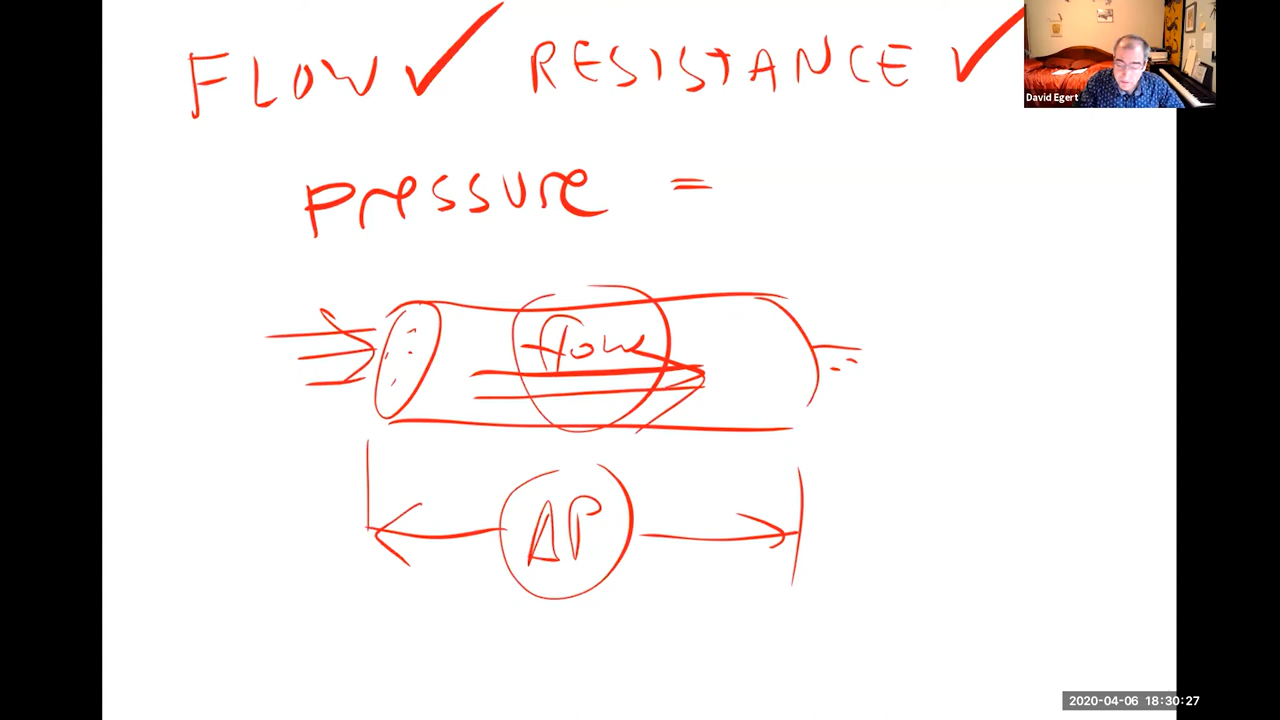 FLOW ✓ RESISTANCE ✓
David Egert
pressure =
flow
ΔP
2020-04-06 18:30:27